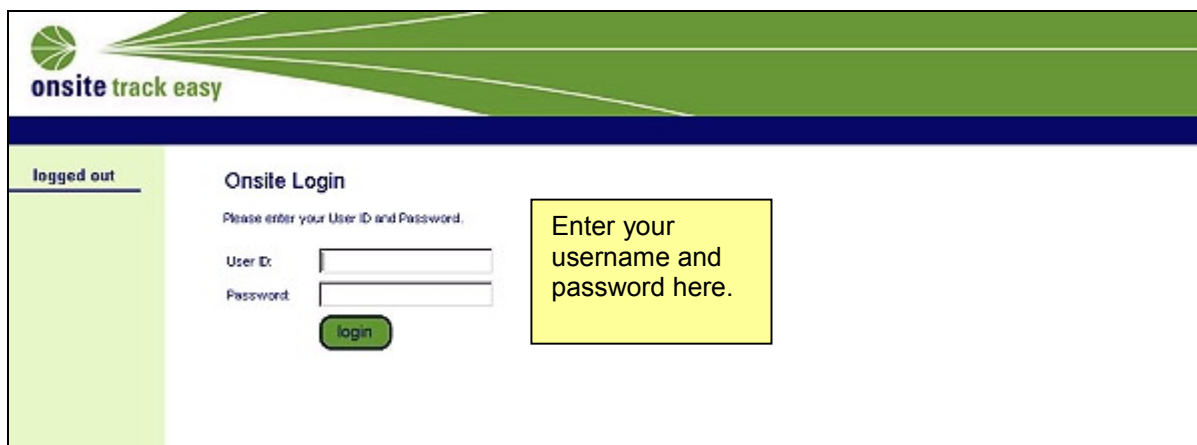 onsite track easy
logged out
Onsite Login
Please enter your User ID and Password.
User ID:
Password:
login
Enter your
username and
password here.